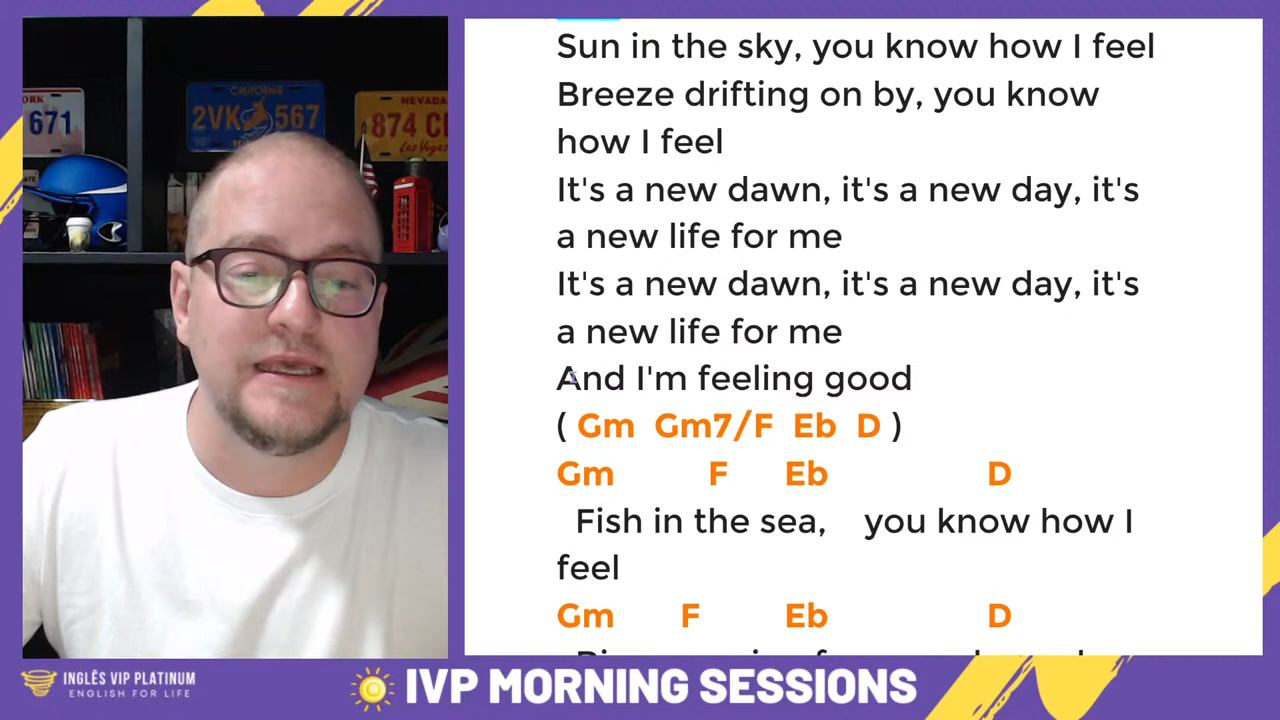 ORK
671
CALIFORNIA
2VK 567
NEVADA
874 C
Las Vegas
Sun in the sky, you know how I feel
Breeze drifting on by, you know
how I feel
It's a new dawn, it's a new day, it's
a new life for me
It's a new dawn, it's a new day, it's
a new life for me
And I'm feeling good
( Gm Gm7/F Eb D )
Gm F Eb D
Fish in the sea, you know how I
feel
Gm F Eb D
INGLÊS VIP PLATINUM
ENGLISH FOR LIFE
IVP MORNING SESSIONS